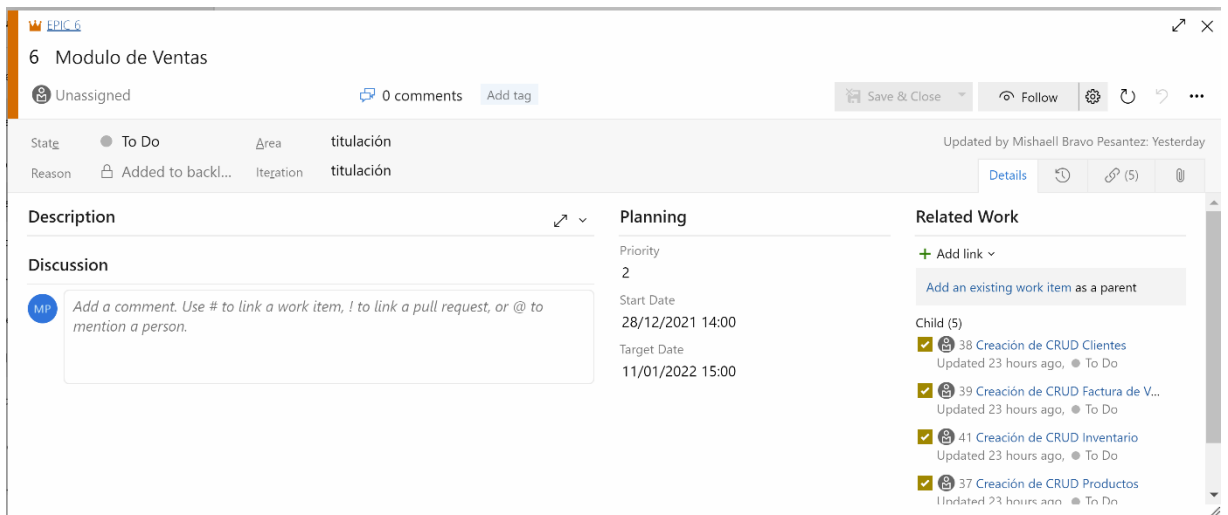 EPIC 6
6 Modulo de Ventas
Unassigned
0 comments
Add tag
Save & Close
Follow
State
To Do
Area
titulación
Updated by Mishaell Bravo Pesantez: Yesterday
Reason
Added to backl...
Iteration
titulación
Details
(5)
Description
Discussion
MP
Add a comment. Use # to link a work item, ! to link a pull request, or @ to
mention a person.
Planning
Priority
2
Start Date
28/12/2021 14:00
Target Date
11/01/2022 15:00
Related Work
+ Add link
Add an existing work item as a parent
Child (5)
38 Creación de CRUD Clientes
Updated 23 hours ago, To Do
39 Creación de CRUD Factura de V...
Updated 23 hours ago, To Do
41 Creación de CRUD Inventario
Updated 23 hours ago, To Do
37 Creación de CRUD Productos
Updated 23 hours ago, To Do